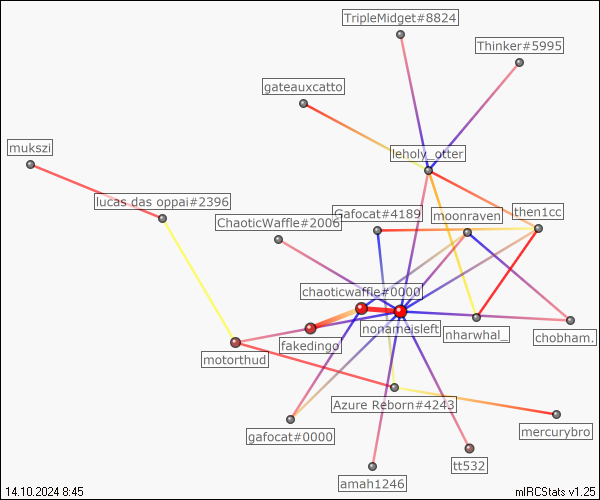 TripleMidget#8824
Thinker#5995
gateauxcatto
mukszi
leholy_otter
lucas das oppai#2396
ChaoticWaffle#2006
Gafocat#4189
moonraven
then1cc
chaoticwaffle#0000
nonameisleft
fakedingo
nharwhal_
chobham.
motorthud
Azure Reborn#4243
gafocat#0000
mercurybro
tt532
amah1246
14.10.2024 8:45
mIRCStats v1.25